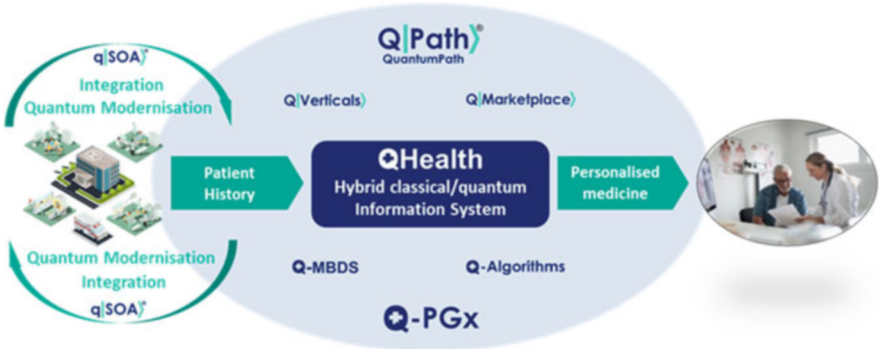 Q|Path⟩®
QuantumPath
q|SOA⟩®
Integration
Quantum Modernisation
Q|Verticals⟩
Q|Marketplace⟩
Patient
History
QHealth
Hybrid classical/quantum
Information System
Personalised
medicine
Quantum Modernisation
Integration
q|SOA⟩®
Q-MBDS
Q-Algorithms
Q-PGx